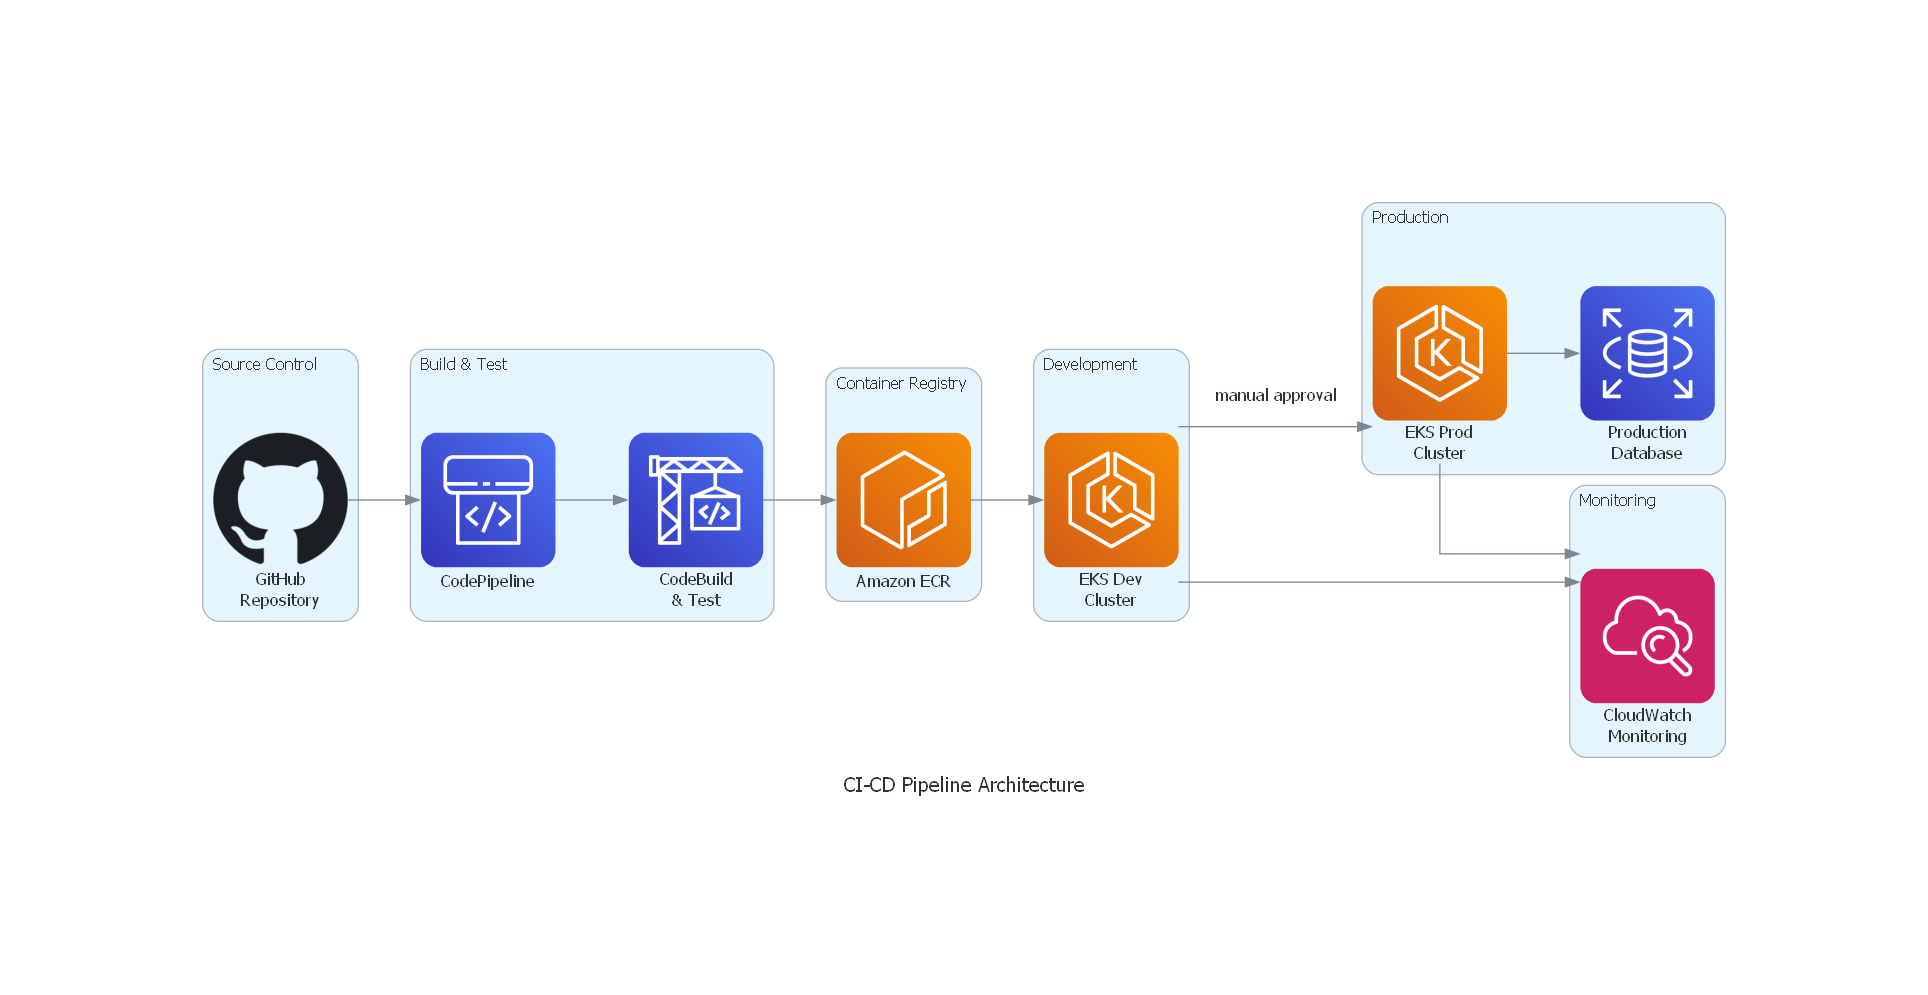 Source Control
GitHub
Repository
Build & Test
CodePipeline
CodeBuild
& Test
Container Registry
Amazon ECR
Development
EKS Dev
Cluster
manual approval
Production
K
EKS Prod
Cluster
Production
Database
K
Monitoring
CloudWatch
Monitoring
CI-CD Pipeline Architecture